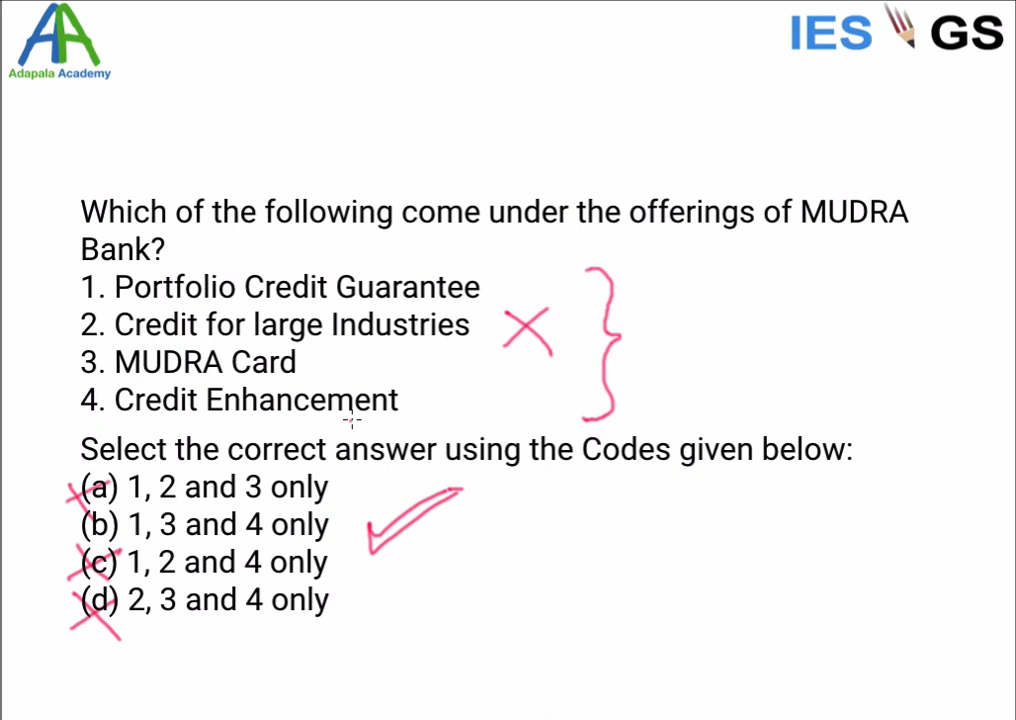 Adapala Academy
IES GS
Which of the following come under the offerings of MUDRA
Bank?
1. Portfolio Credit Guarantee
2. Credit for large Industries
3. MUDRA Card
4. Credit Enhancement
Select the correct answer using the Codes given below:
(a) 1, 2 and 3 only
(b) 1, 3 and 4 only
(c) 1, 2 and 4 only
(d) 2, 3 and 4 only